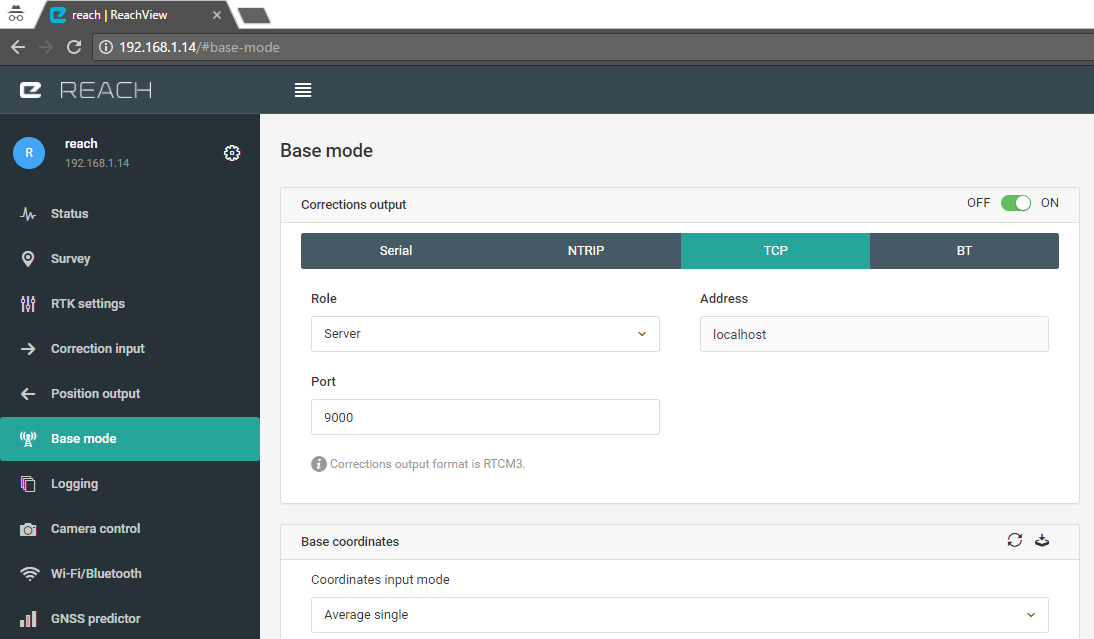 reach | ReachView
192.168.1.14/#base-mode
REACH
R
reach
192.168.1.14
Status
Survey
RTK settings
Correction input
Position output
Base mode
Logging
Camera control
Wi-Fi/Bluetooth
GNSS predictor
Base mode
Corrections output
OFF ON
Serial NTRIP TCP BT
Role Address
Server localhost
Port
9000
Corrections output format is RTCM3.
Base coordinates
Coordinates input mode
Average single